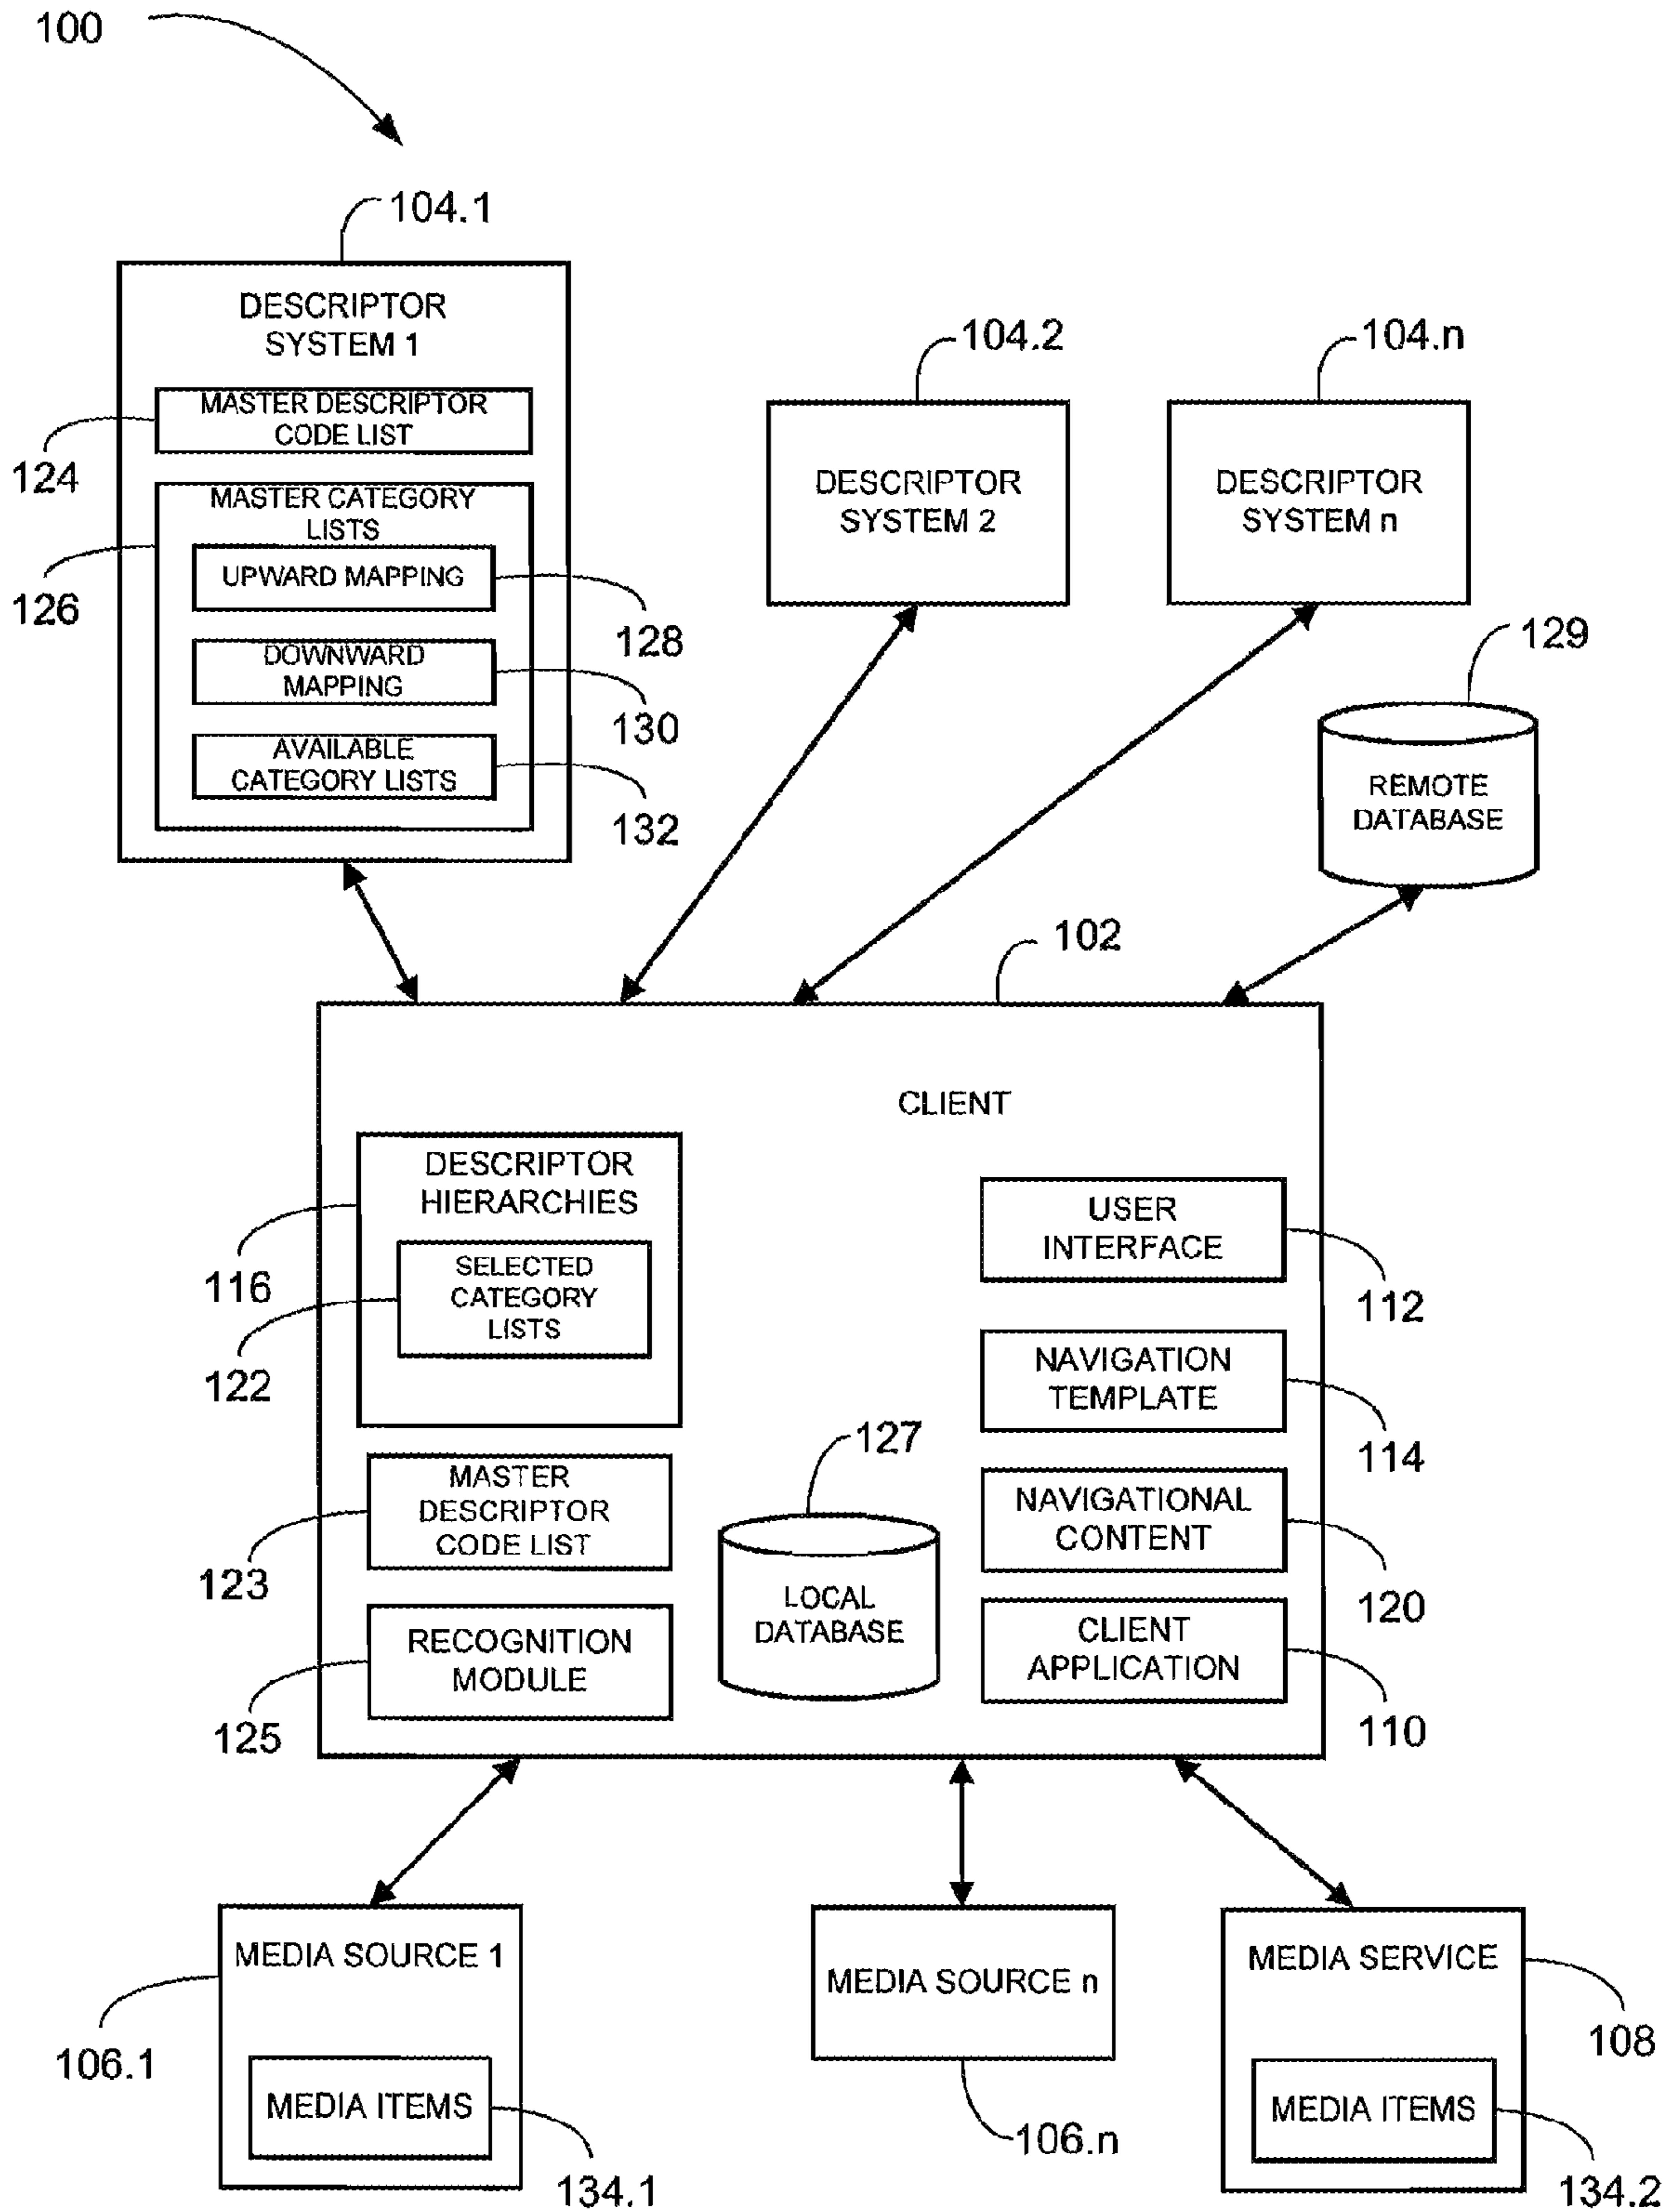 100
104.1
DESCRIPTOR
SYSTEM 1
MASTER DESCRIPTOR
CODE LIST
124
MASTER CATEGORY
LISTS
126
UPWARD MAPPING
128
DOWNWARD
MAPPING
130
AVAILABLE
CATEGORY LISTS
132
104.2
DESCRIPTOR
SYSTEM 2
104.n
DESCRIPTOR
SYSTEM n
129
REMOTE
DATABASE
102
CLIENT
DESCRIPTOR
HIERARCHIES
116
SELECTED
CATEGORY
LISTS
122
MASTER
DESCRIPTOR
CODE LIST
123
RECOGNITION
MODULE
125
127
LOCAL
DATABASE
USER
INTERFACE
112
NAVIGATION
TEMPLATE
114
NAVIGATIONAL
CONTENT
120
CLIENT
APPLICATION
110
MEDIA SOURCE 1
106.1
MEDIA ITEMS
134.1
MEDIA SOURCE n
106.n
MEDIA SERVICE
108
MEDIA ITEMS
134.2